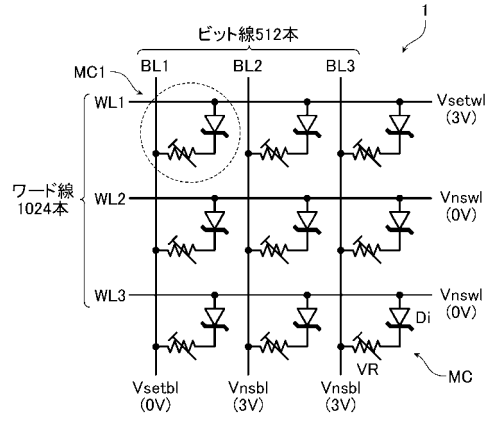 1
ビット線512本
MC1
BL1 BL2 BL3
WL1
Vsetwl
(3V)
ワード線
1024本
WL2
Vnswl
(0V)
WL3
Vnswl
(0V)
Di
VR
MC
Vsetbl Vnsbl Vnsbl
(0V) (3V) (3V)